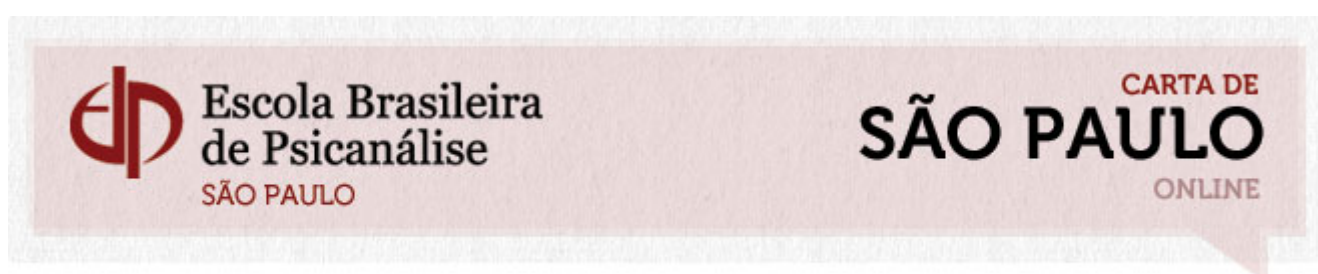 Escola Brasileira
de Psicanálise
SÃO PAULO
CARTA DE
SÃO PAULO
ONLINE